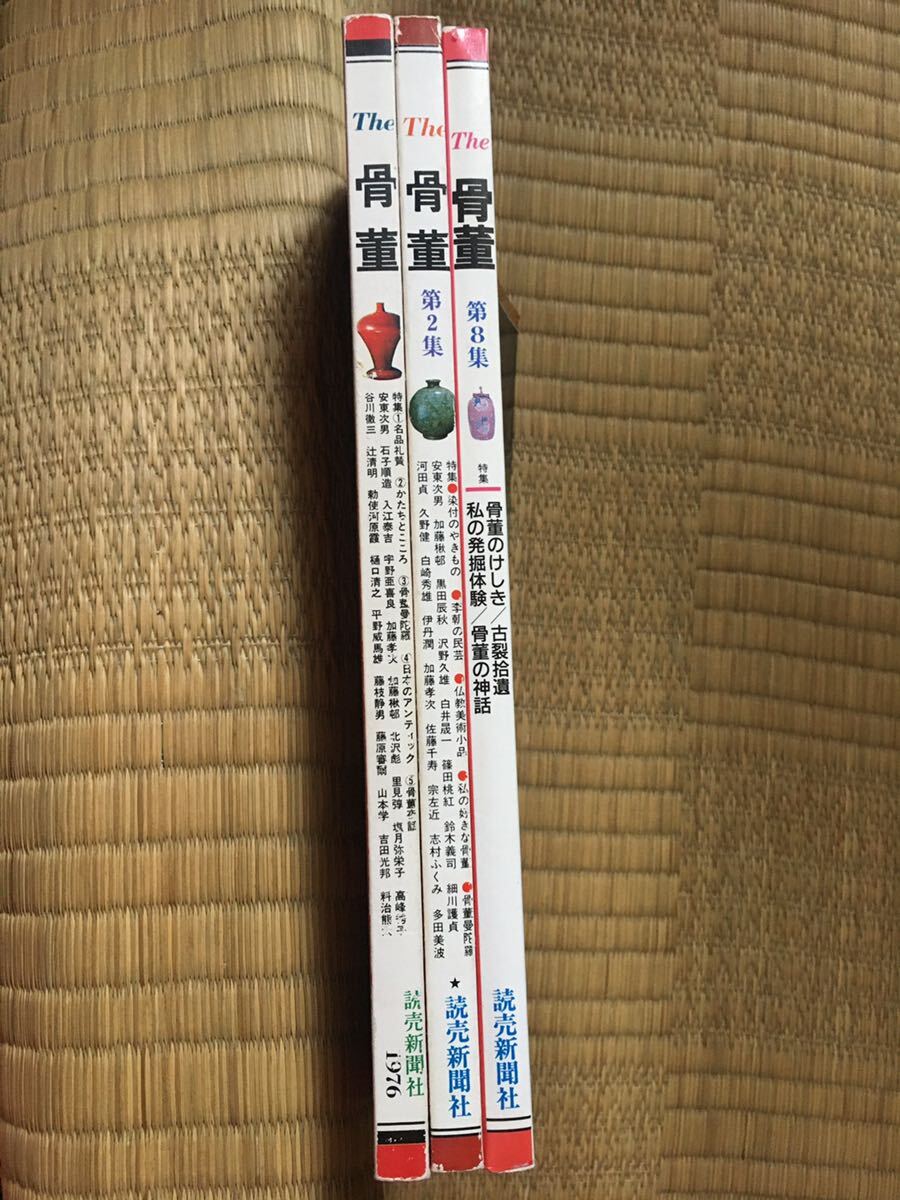 The
骨董
特集①名品礼賛 ②かたちとこころ ③骨董曼陀羅 ④日本のアンティック ⑤骨董夜話
安東次男 石子順造 入江泰吉 宇野亜喜良 加藤孝次 加藤楸邨 北沢彪 里見弴 塩月弥栄子 高峰秀子
谷川徹三 辻清明 勅使河原霞 樋口清之 平野威馬雄 藤枝静男 藤原審爾 山本学 吉田光邦 料治熊太
読売新聞社
1976
The
骨董
第2集
特集●染付のやきもの ●李朝の民芸 ●仏教美術小品 ●私の好きな骨董 ●骨董曼陀羅
安東次男 加藤楸邨 黒田辰秋 沢野久雄 白井晟一 篠田桃紅 鈴木義司 細川護貞
河田貞 久野健 白崎秀雄 伊丹潤 加藤孝次 佐藤千寿 宗左近 志村ふくみ 多田美波
★
読売新聞社
The
骨董
第8集
特集
骨董のけしき/古裂拾遺
私の発掘体験/骨董の神話
読売新聞社